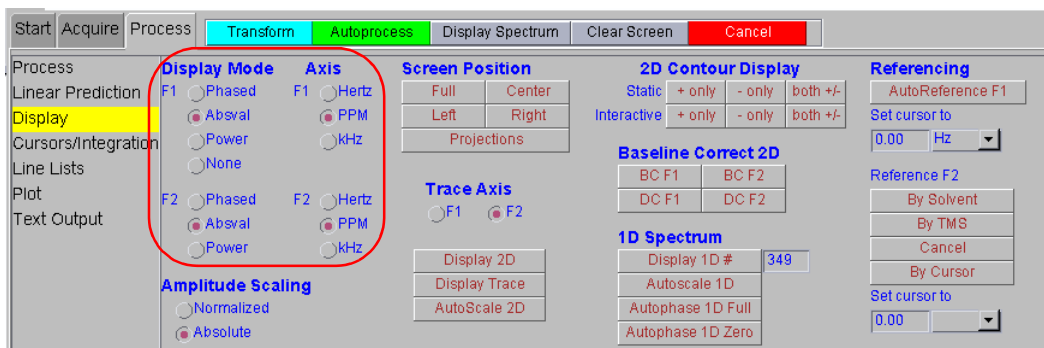 Start Acquire Process Transform Autoprocess Display Spectrum Clear Screen Cancel
Process
Linear Prediction
Display
Cursors/Integration
Line Lists
Plot
Text Output
Display Mode Axis
F1 Phased F1 Hertz
Absval PPM
Power kHz
None
F2 Phased F2 Hertz
Absval PPM
Power kHz
Amplitude Scaling
Normalized
Absolute
Screen Position
Full Center
Left Right
Projections
Trace Axis
F1 F2
Display 2D
Display Trace
AutoScale 2D
2D Contour Display
Static + only - only both +/-
Interactive + only - only both +/-
Baseline Correct 2D
BC F1 BC F2
DC F1 DC F2
1D Spectrum
Display 1D # 349
Autoscale 1D
Autophase 1D Full
Autophase 1D Zero
Referencing
AutoReference F1
Set cursor to
0.00 Hz
Reference F2
By Solvent
By TMS
Cancel
By Cursor
Set cursor to
0.00